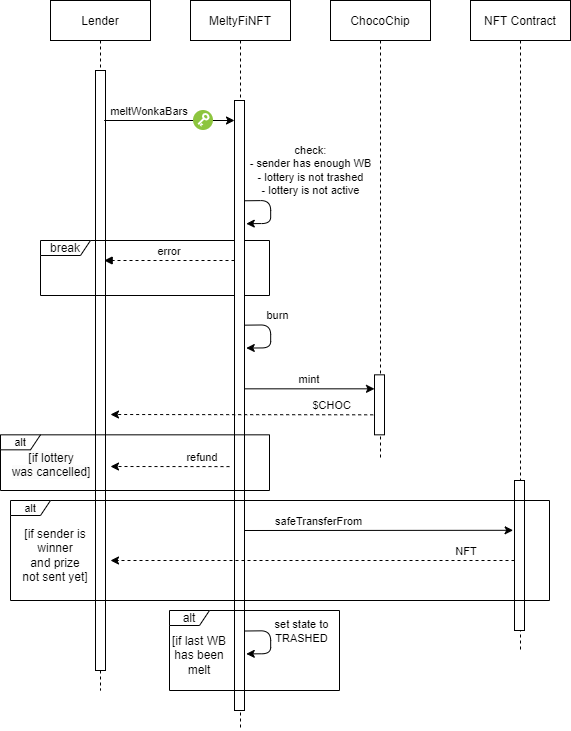 Lender
MeltyFiNFT
ChocoChip
NFT Contract
meltWonkaBars
check:
- sender has enough WB
- lottery is not trashed
- lottery is not active
break
error
burn
mint
$CHOC
alt
[if lottery
was cancelled]
refund
alt
[if sender is
winner
and prize
not sent yet]
safeTransferFrom
NFT
alt
[if last WB
has been
melt
set state to
TRASHED